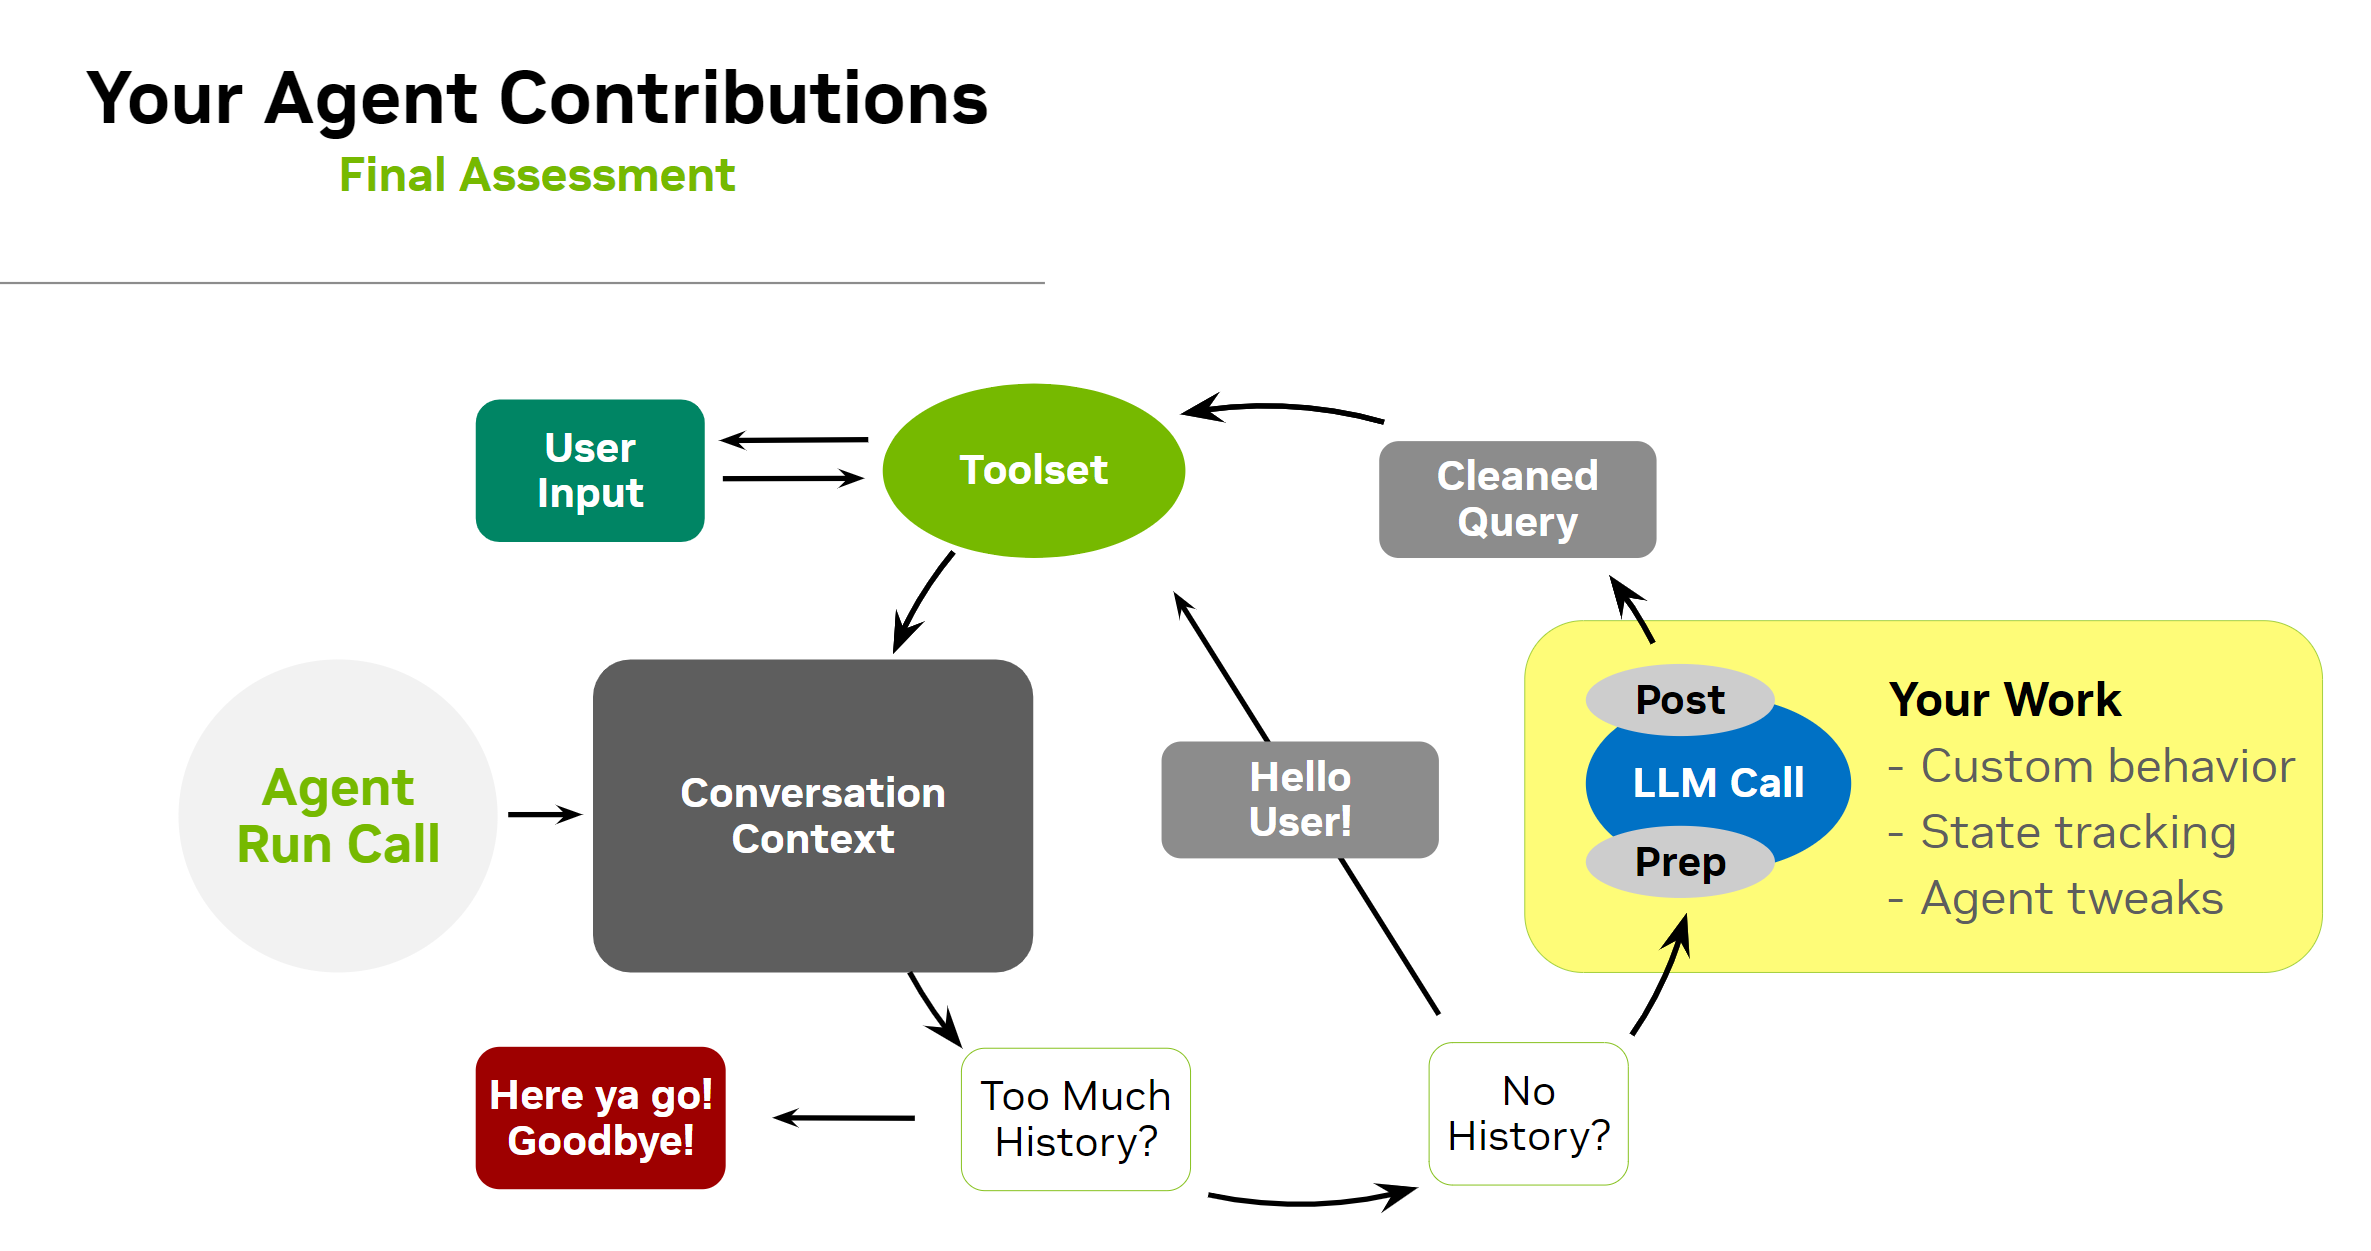 Your Agent Contributions
Final Assessment
User
Input
Toolset
Cleaned
Query
Agent
Run Call
Conversation
Context
Hello
User!
Post
LLM Call
Prep
Your Work
- Custom behavior
- State tracking
- Agent tweaks
Here ya go!
Goodbye!
Too Much
History?
No
History?